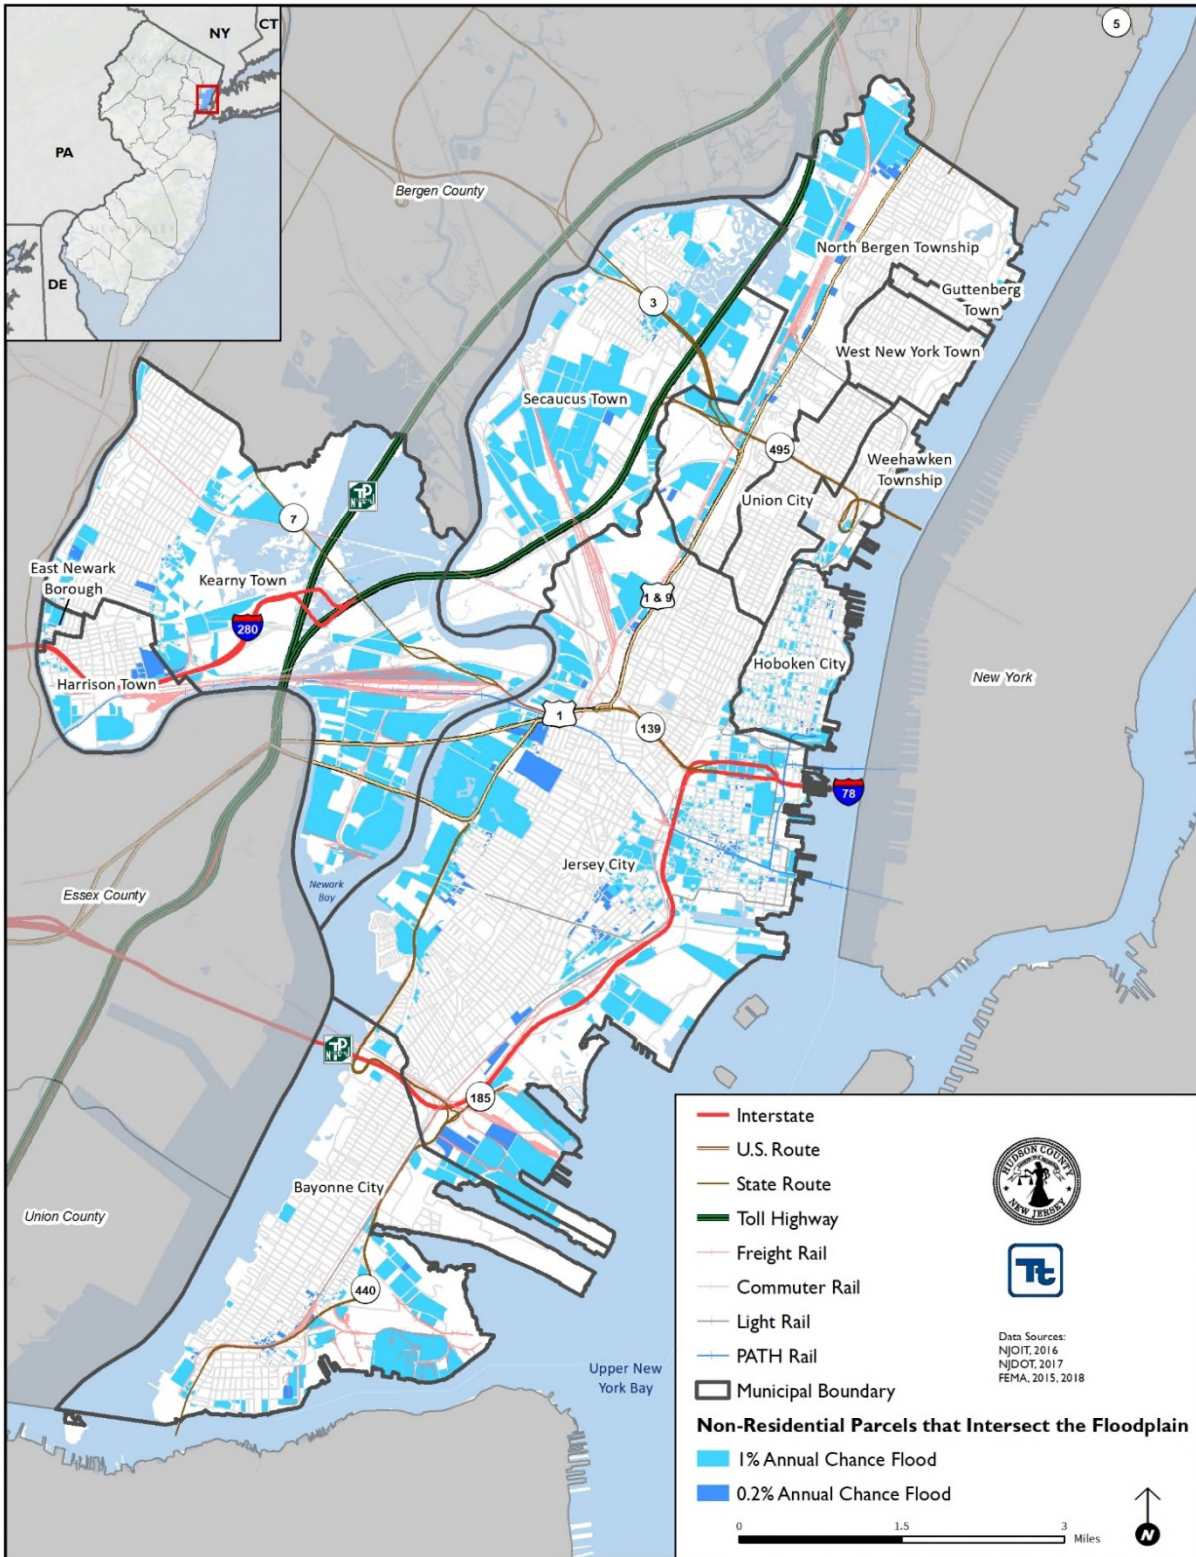 NY
CT
PA
DE
5
Bergen County
North Bergen Township
Guttenberg
Town
3
West New York Town
Secaucus Town
495
Weehawken
Township
Union City
7
East Newark
Borough
Kearny Town
1 & 9
280
Hoboken City
Harrison Town
New York
1
139
78
Jersey City
Newark
Bay
Essex County
185
Bayonne City
Union County
440
Upper New
York Bay
Interstate
U.S. Route
State Route
Toll Highway
Freight Rail
Commuter Rail
Light Rail
PATH Rail
Municipal Boundary
HUDSON COUNTY
NEW JERSEY
Tt
Data Sources:
NJOIT, 2016
NJDOT, 2017
FEMA, 2015, 2018
Non-Residential Parcels that Intersect the Floodplain
1% Annual Chance Flood
0.2% Annual Chance Flood
0 1.5 3
Miles
N